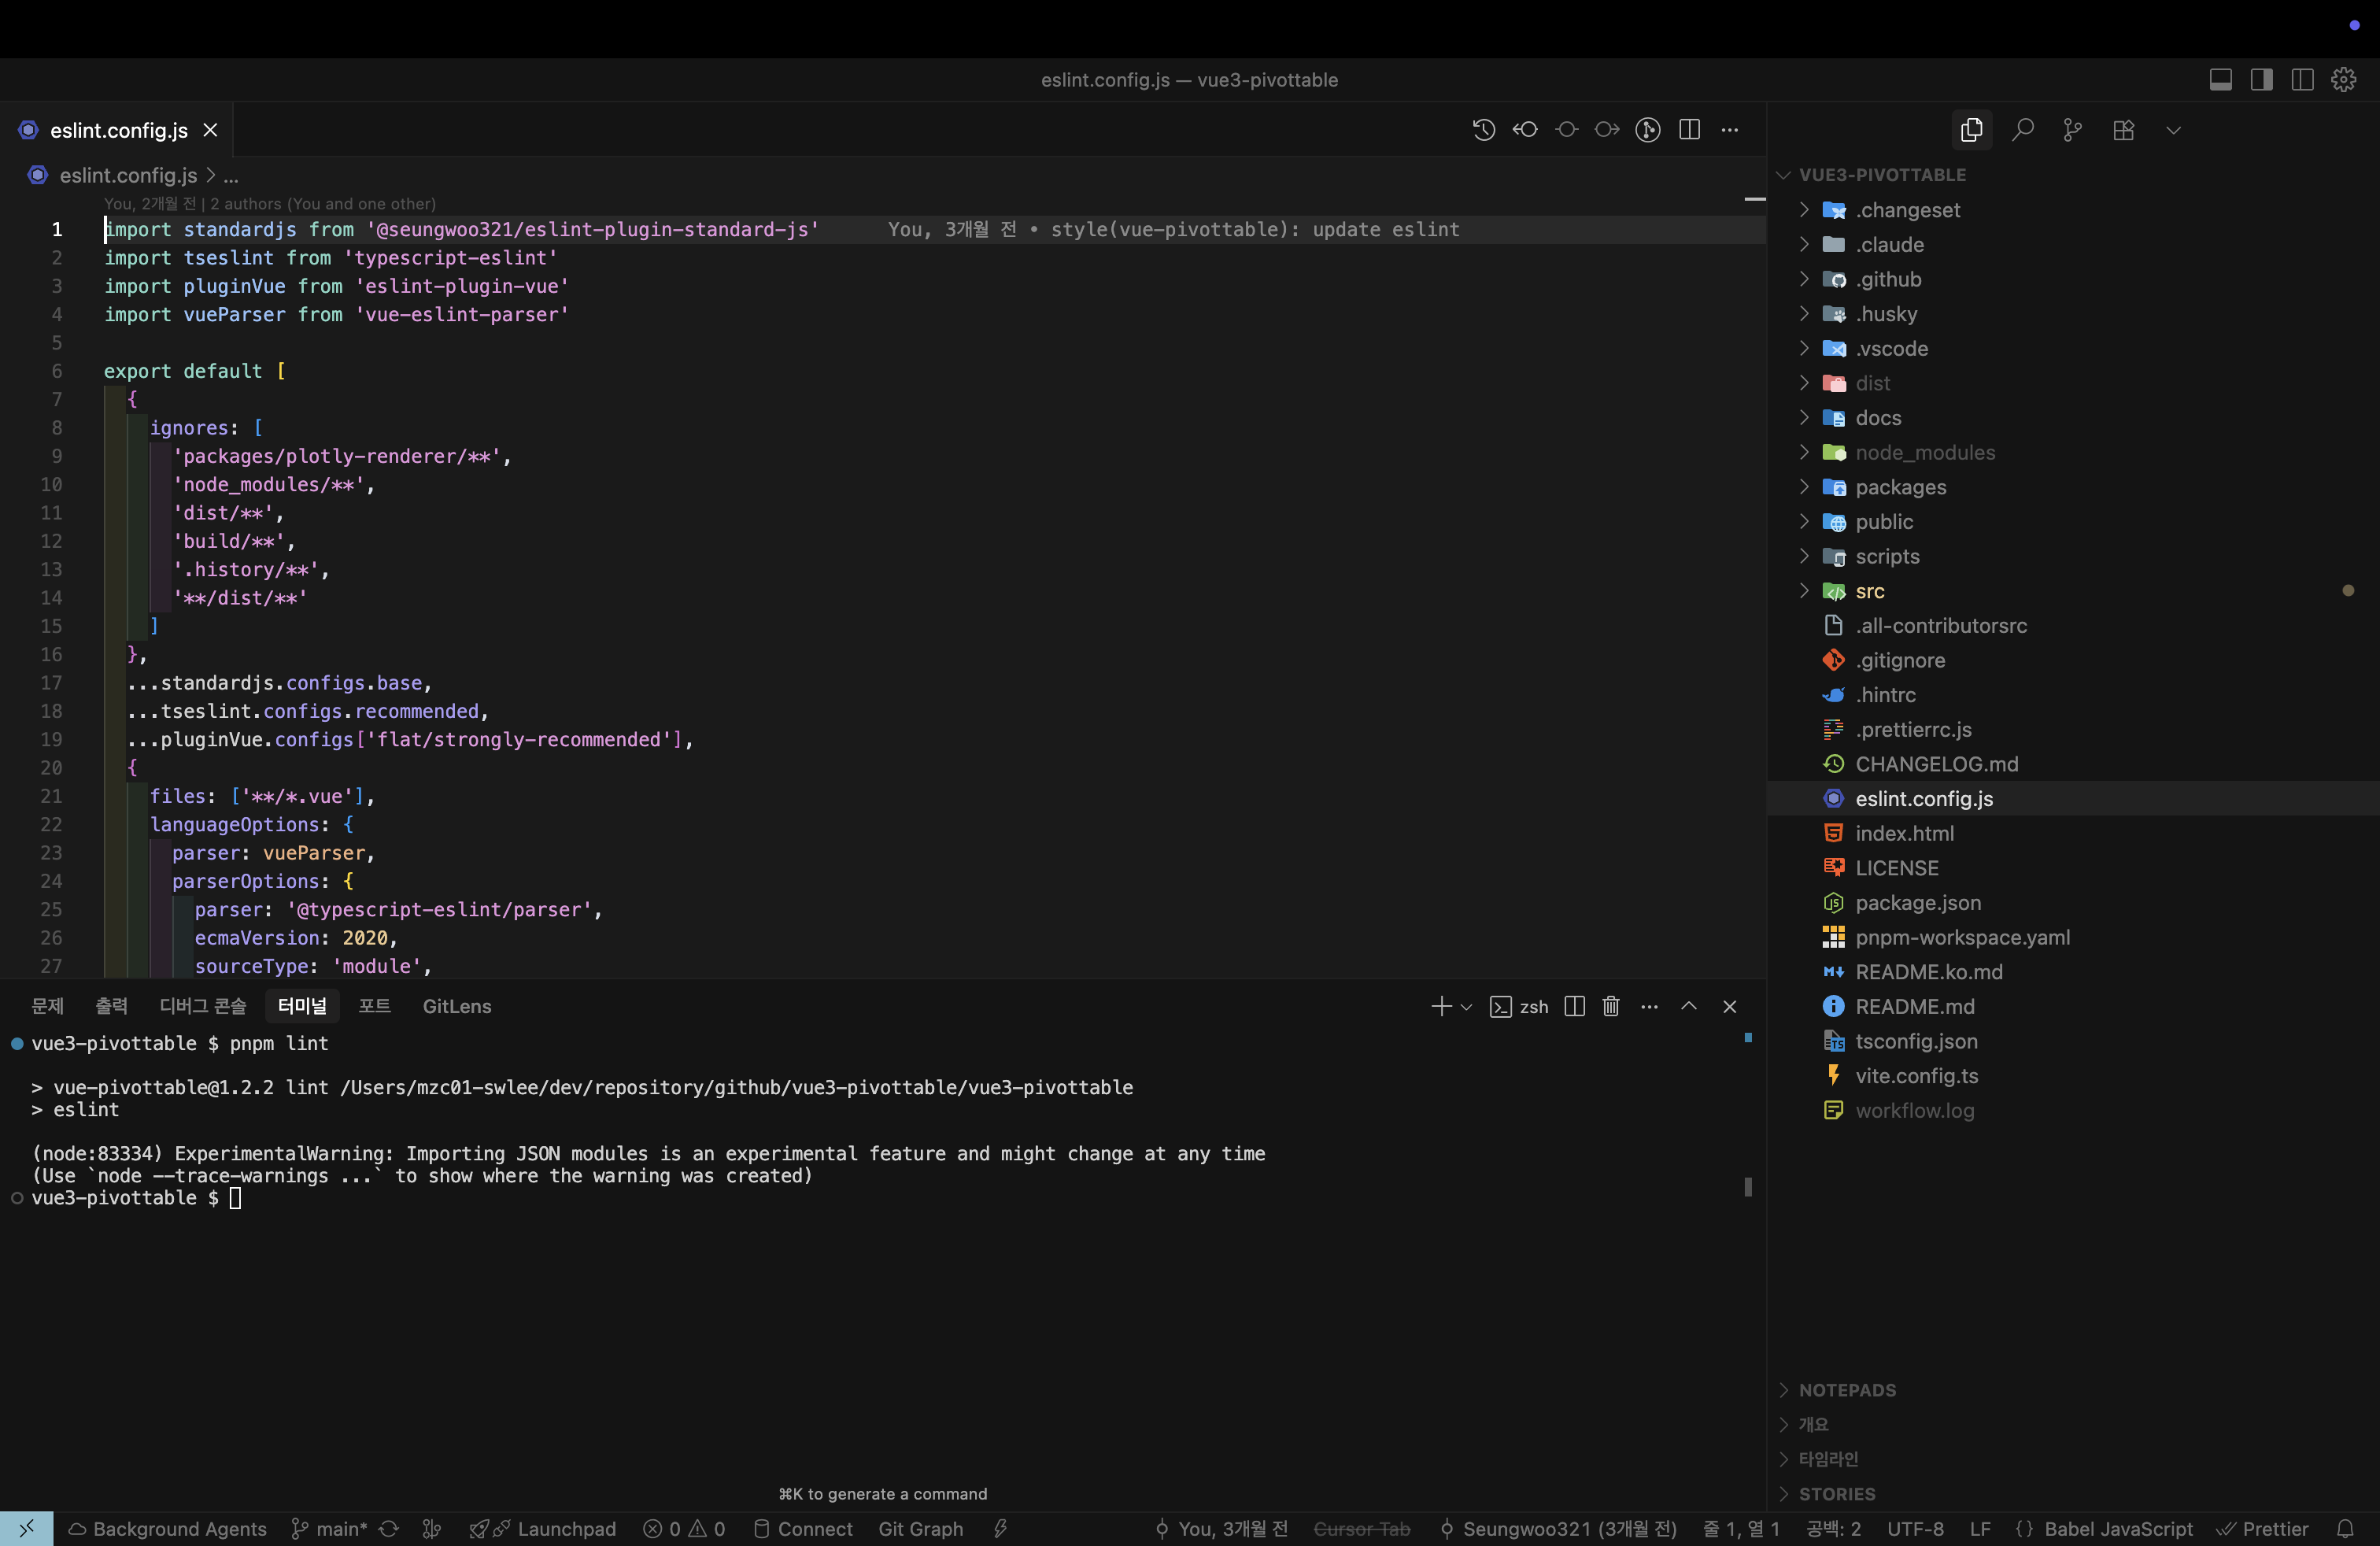 eslint.config.js — vue3-pivottable
eslint.config.js
eslint.config.js > ...
You, 2개월 전 | 2 authors (You and one other)
1 import standardjs from '@seungwoo321/eslint-plugin-standard-js' You, 3개월 전 • style(vue-pivottable): update eslint
2 import tseslint from 'typescript-eslint'
3 import pluginVue from 'eslint-plugin-vue'
4 import vueParser from 'vue-eslint-parser'
5
6 export default [
7 {
8 ignores: [
9 'packages/plotly-renderer/**',
10 'node_modules/**',
11 'dist/**',
12 'build/**',
13 '.history/**',
14 '**/dist/**'
15 ]
16 },
17 ...standardjs.configs.base,
18 ...tseslint.configs.recommended,
19 ...pluginVue.configs['flat/strongly-recommended'],
20 {
21 files: ['**/*.vue'],
22 languageOptions: {
23 parser: vueParser,
24 parserOptions: {
25 parser: '@typescript-eslint/parser',
26 ecmaVersion: 2020,
27 sourceType: 'module',
문제 출력 디버그 콘솔 터미널 포트 GitLens
zsh
vue3-pivottable $ pnpm lint
> vue-pivottable@1.2.2 lint /Users/mzc01-swlee/dev/repository/github/vue3-pivottable/vue3-pivottable
> eslint
(node:83334) ExperimentalWarning: Importing JSON modules is an experimental feature and might change at any time
(Use `node --trace-warnings ...` to show where the warning was created)
vue3-pivottable $
⌘K to generate a command
VUE3-PIVOTTABLE
.changeset
.claude
.github
.husky
.vscode
dist
docs
node_modules
packages
public
scripts
src
.all-contributorsrc
.gitignore
.hintrc
.prettierrc.js
CHANGELOG.md
eslint.config.js
index.html
LICENSE
package.json
pnpm-workspace.yaml
README.ko.md
README.md
tsconfig.json
vite.config.ts
workflow.log
NOTEPADS
개요
타임라인
STORIES
Background Agents main* Launchpad 0 0 Connect Git Graph You, 3개월 전 Cursor Tab Seungwoo321 (3개월 전) 줄 1, 열 1 공백: 2 UTF-8 LF {} Babel JavaScript Prettier